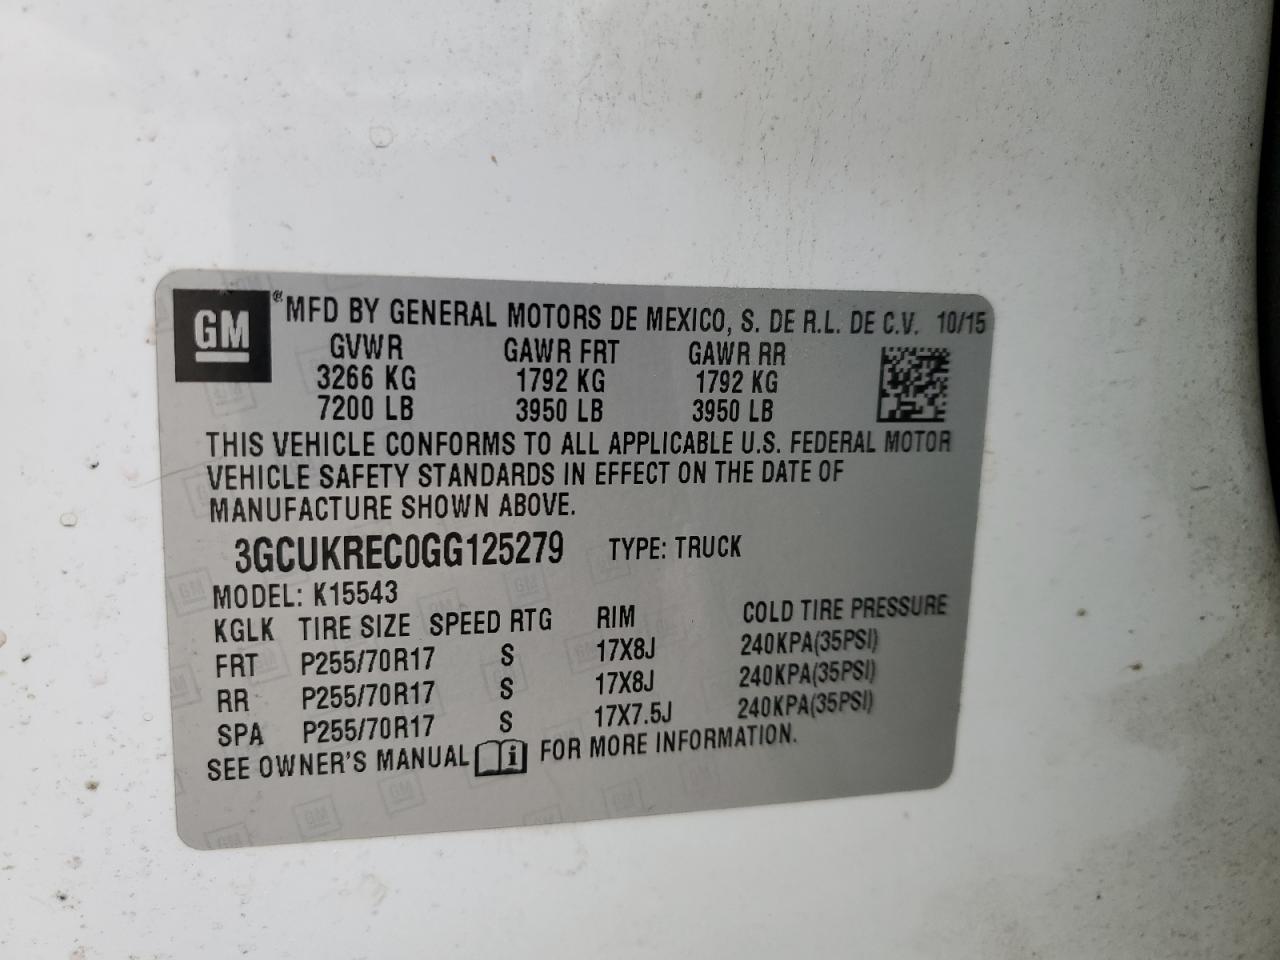 GM ® MFD BY GENERAL MOTORS DE MEXICO, S. DE R.L. DE C.V. 10/15
GVWR GAWR FRT GAWR RR
3266 KG 1792 KG 1792 KG
7200 LB 3950 LB 3950 LB
THIS VEHICLE CONFORMS TO ALL APPLICABLE U.S. FEDERAL MOTOR
VEHICLE SAFETY STANDARDS IN EFFECT ON THE DATE OF
MANUFACTURE SHOWN ABOVE.
3GCUKREC0GG125279 TYPE: TRUCK
MODEL: K15543
KGLK TIRE SIZE SPEED RTG RIM COLD TIRE PRESSURE
FRT P255/70R17 S 17X8J 240KPA(35PSI)
RR P255/70R17 S 17X8J 240KPA(35PSI)
SPA P255/70R17 S 17X7.5J 240KPA(35PSI)
SEE OWNER'S MANUAL i FOR MORE INFORMATION.